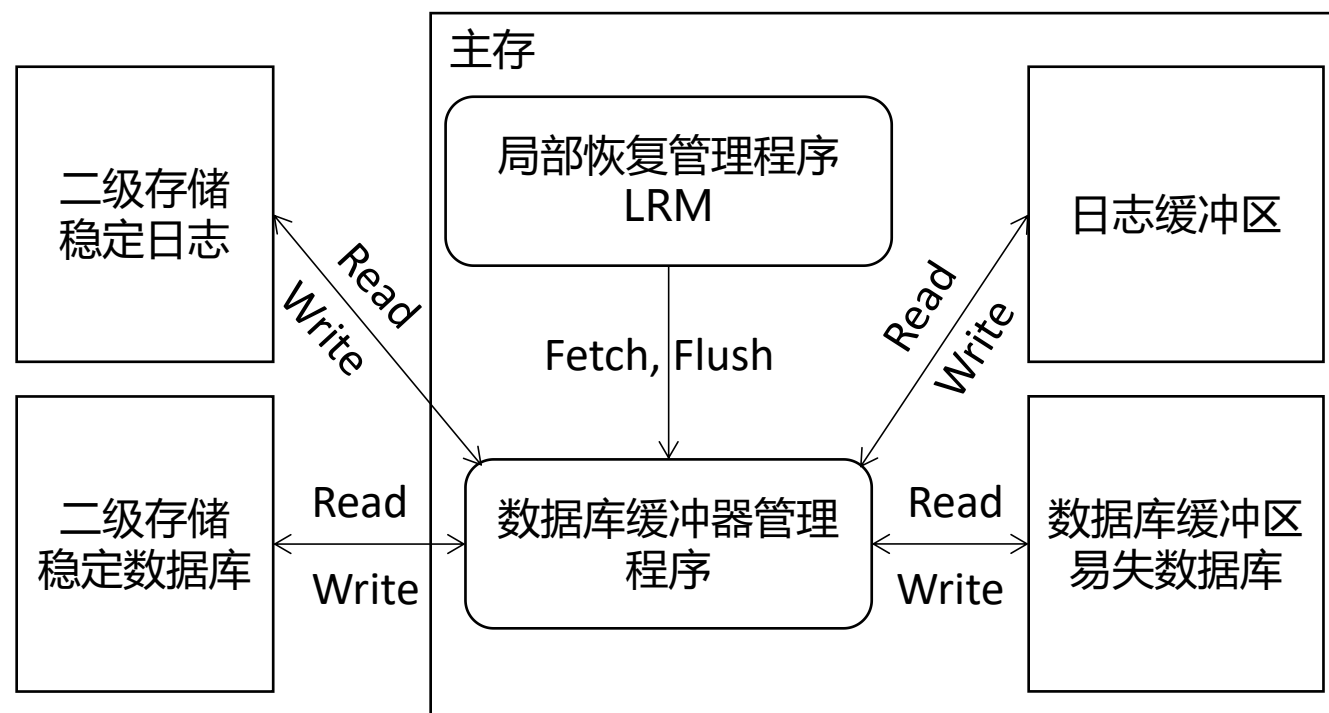 主存
二级存储
稳定日志
局部恢复管理程序
LRM
日志缓冲区
Read
Write
Fetch, Flush
Read
Write
二级存储
稳定数据库
Read
Write
数据库缓冲器管理
程序
Read
Write
数据库缓冲区
易失数据库